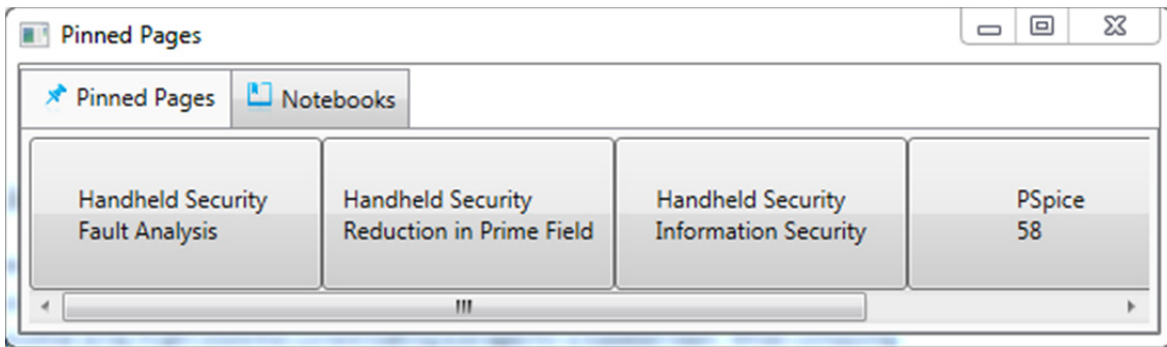 Pinned Pages
Pinned Pages
Notebooks
Handheld Security
Fault Analysis
Handheld Security
Reduction in Prime Field
Handheld Security
Information Security
PSpice
58